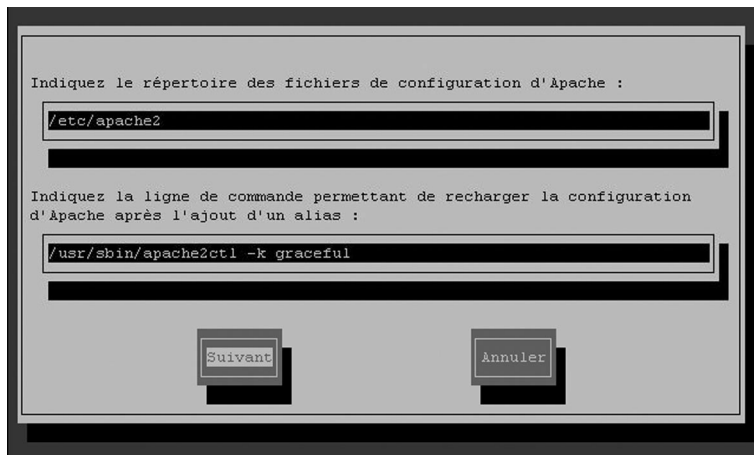 Indiquez le répertoire des fichiers de configuration d'Apache :
/etc/apache2
Indiquez la ligne de commande permettant de recharger la configuration
d'Apache après l'ajout d'un alias :
/usr/sbin/apache2ctl -k graceful
Suivant
Annuler